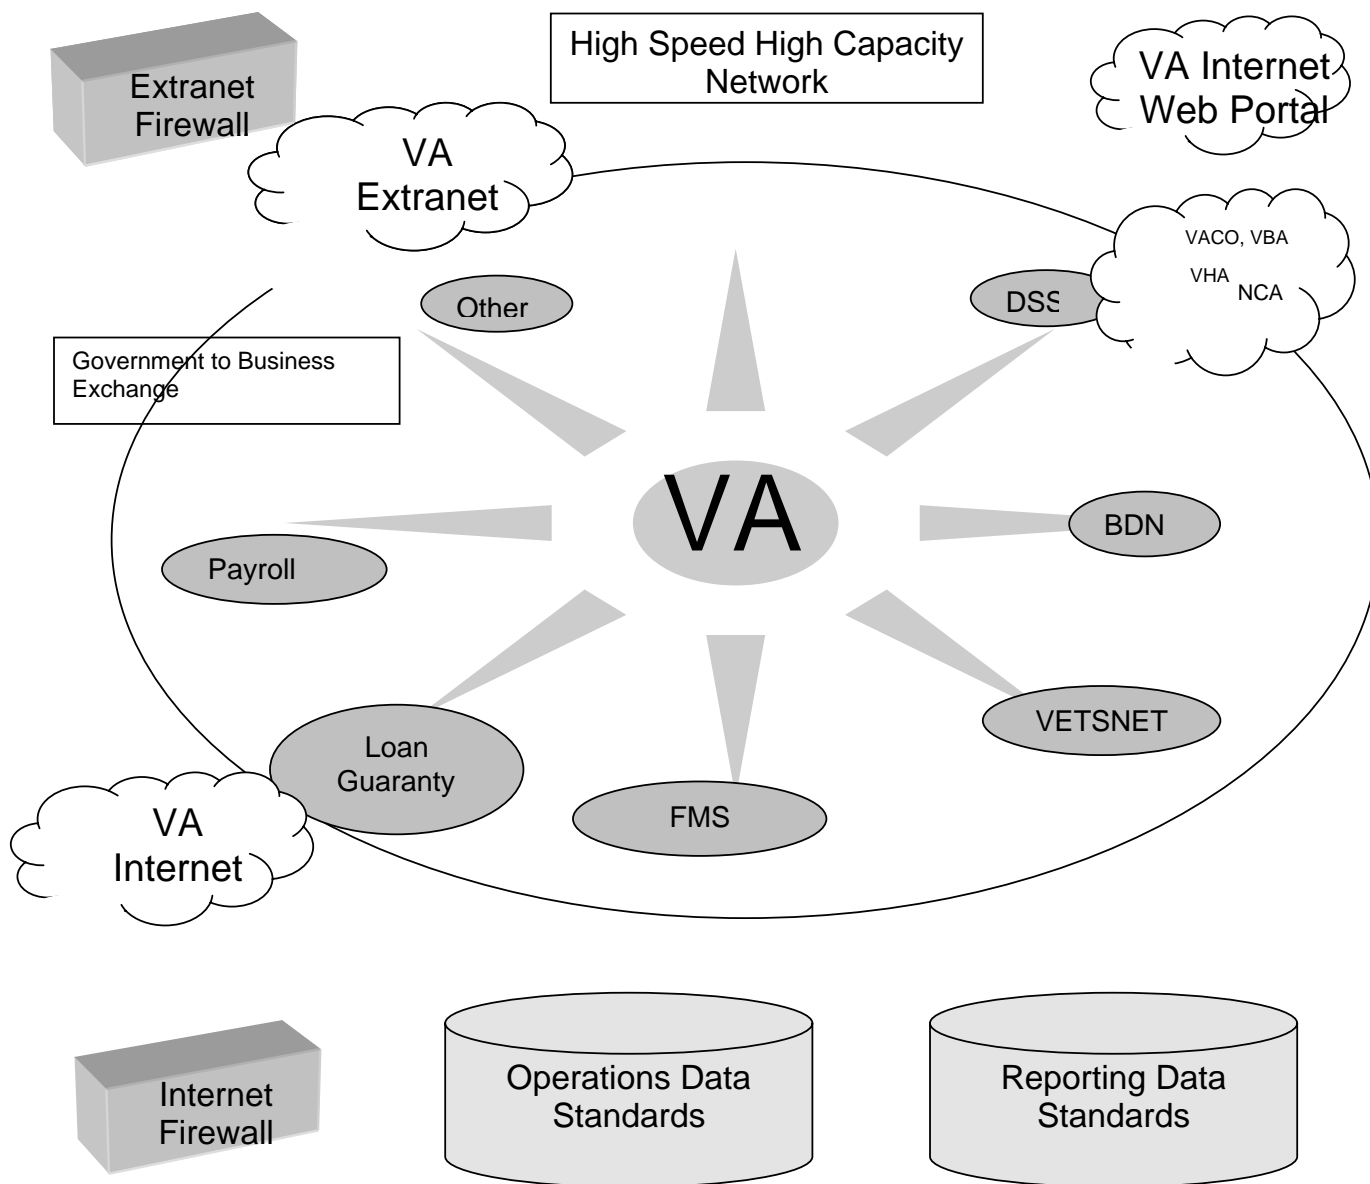 High Speed High Capacity
Network
VA Internet
Web Portal
Extranet
Firewall
VA
Extranet
VACO, VBA
VHA
NCA
Other
DSS
Government to Business
Exchange
VA
BDN
Payroll
VETSNET
Loan
Guaranty
FMS
VA
Internet
Internet
Firewall
Operations Data
Standards
Reporting Data
Standards